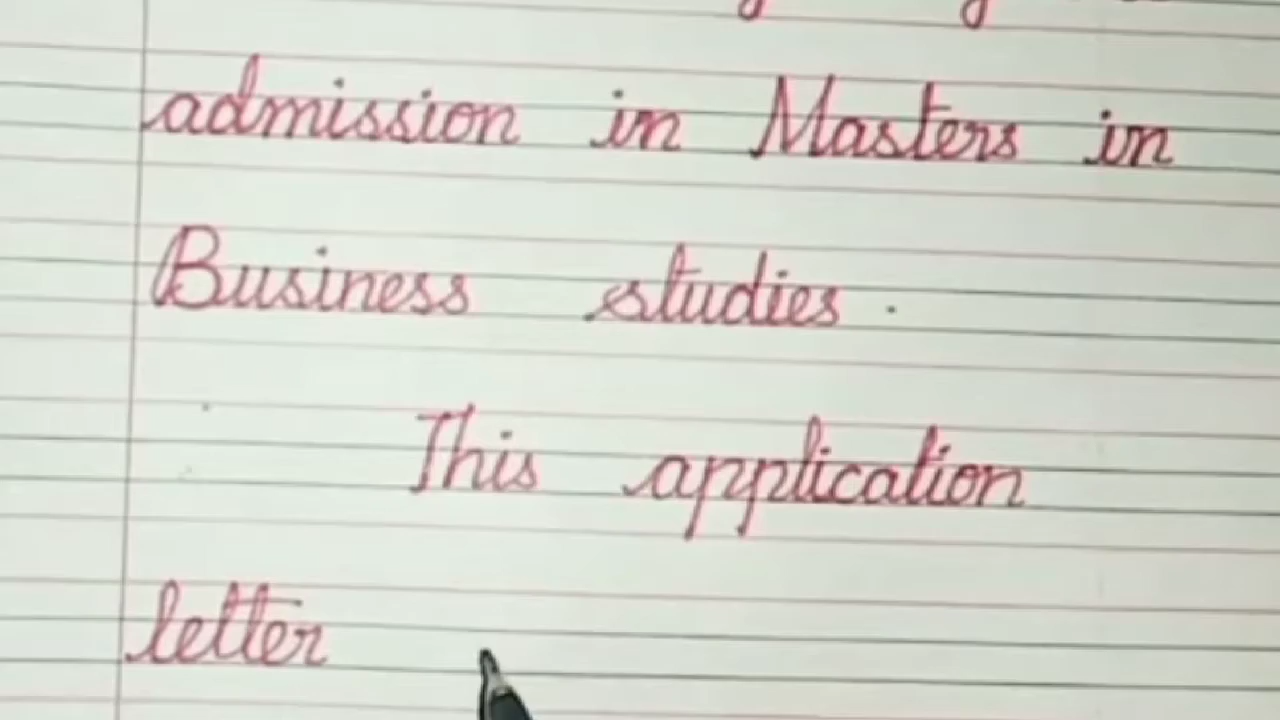 admission in Masters in
Business studies .
This application
letter